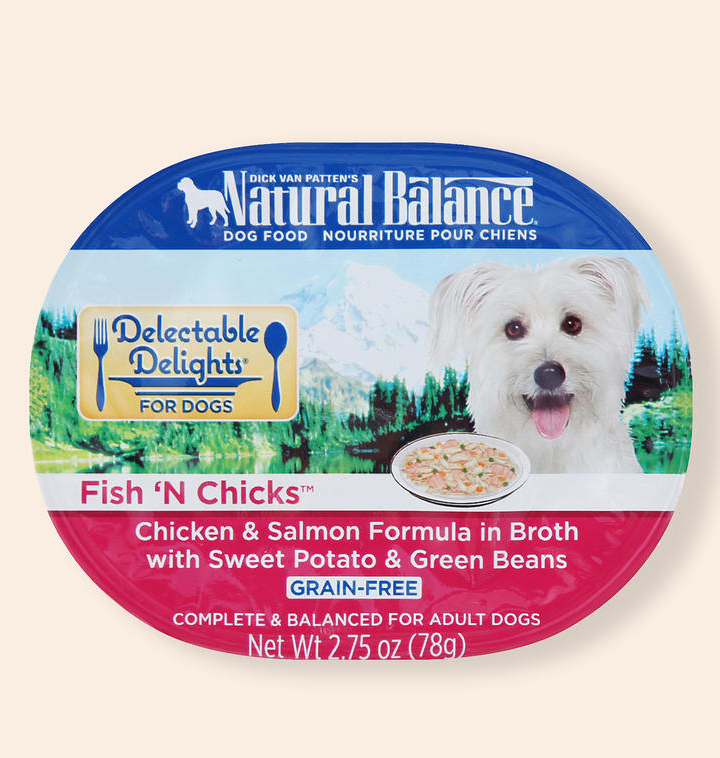 DICK VAN PATTEN'S
Natural Balance®
DOG FOOD NOURRITURE POUR CHIENS
Delectable
Delights®
FOR DOGS
Fish ‘N Chicks™
Chicken & Salmon Formula in Broth
with Sweet Potato & Green Beans
GRAIN-FREE
COMPLETE & BALANCED FOR ADULT DOGS
Net Wt 2.75 oz (78g)